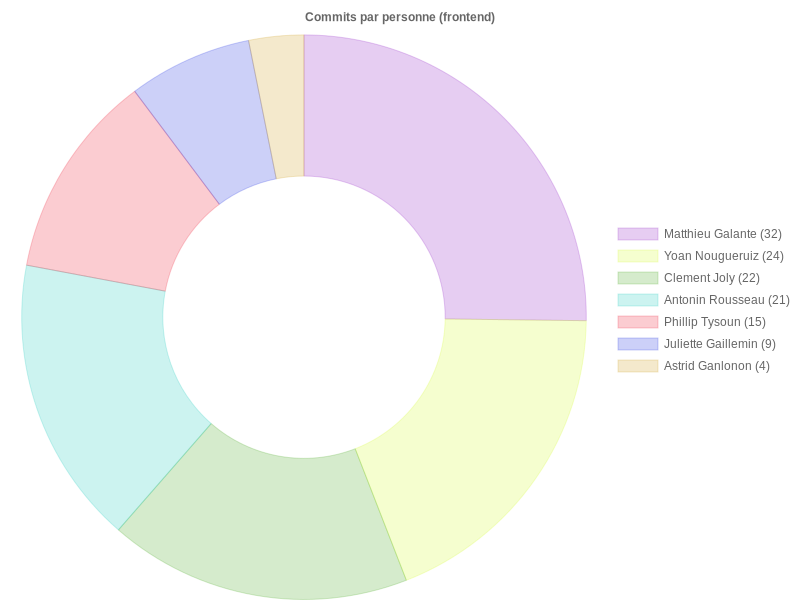 Commits par personne (frontend)
Matthieu Galante (32)
Yoan Nougueruiz (24)
Clement Joly (22)
Antonin Rousseau (21)
Phillip Tysoun (15)
Juliette Gaillemin (9)
Astrid Ganlonon (4)